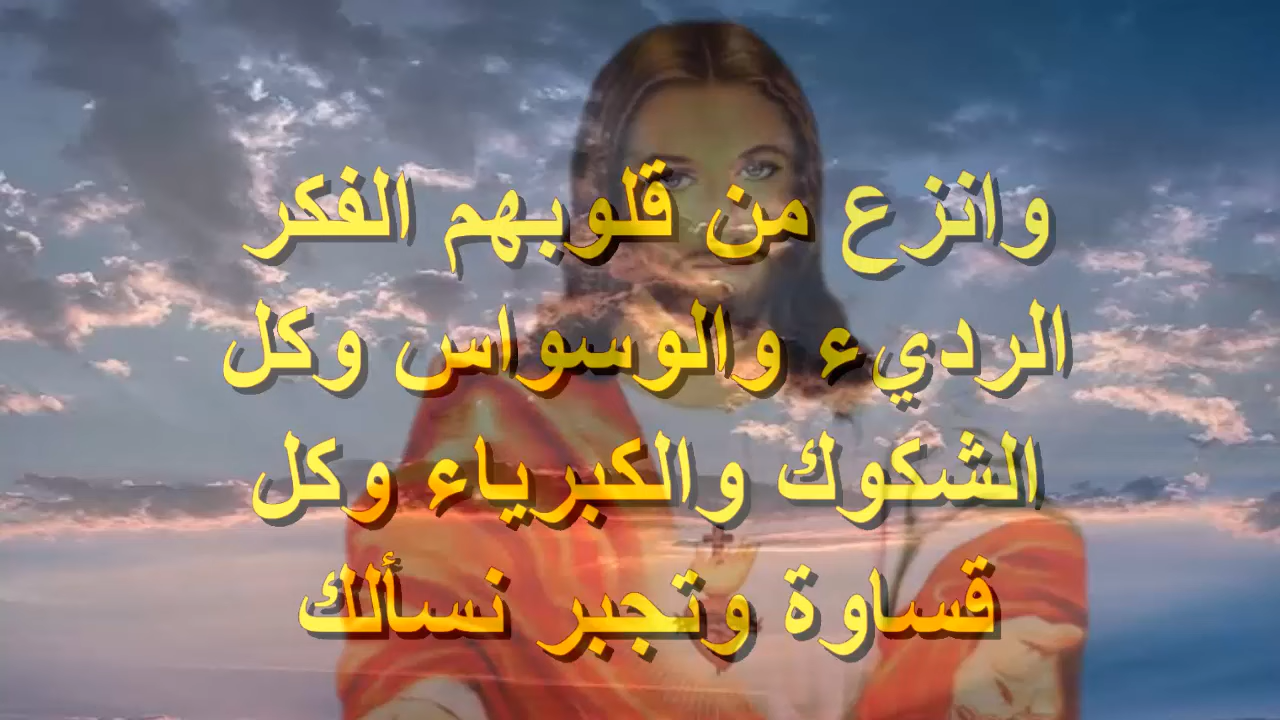 وانزع من قلوبهم الفكر
الرديء والوسواس وكل
الشكوك والكبرياء وكل
قساوة وتجبر نسألك